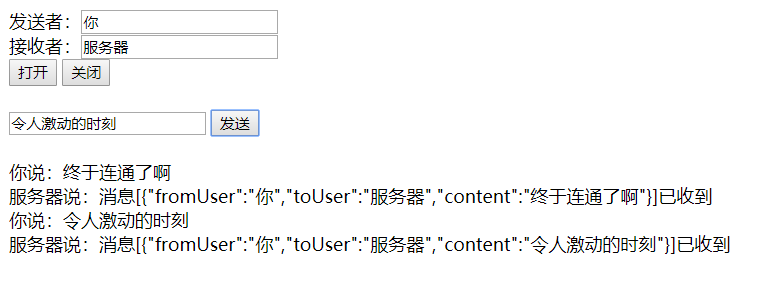 发送者：你
接收者：服务器
打开 关闭
令人激动的时刻 发送
你说：终于连通了啊
服务器说：消息[{"fromUser":"你","toUser":"服务器","content":"终于连通了啊"}]已收到
你说：令人激动的时刻
服务器说：消息[{"fromUser":"你","toUser":"服务器","content":"令人激动的时刻"}]已收到